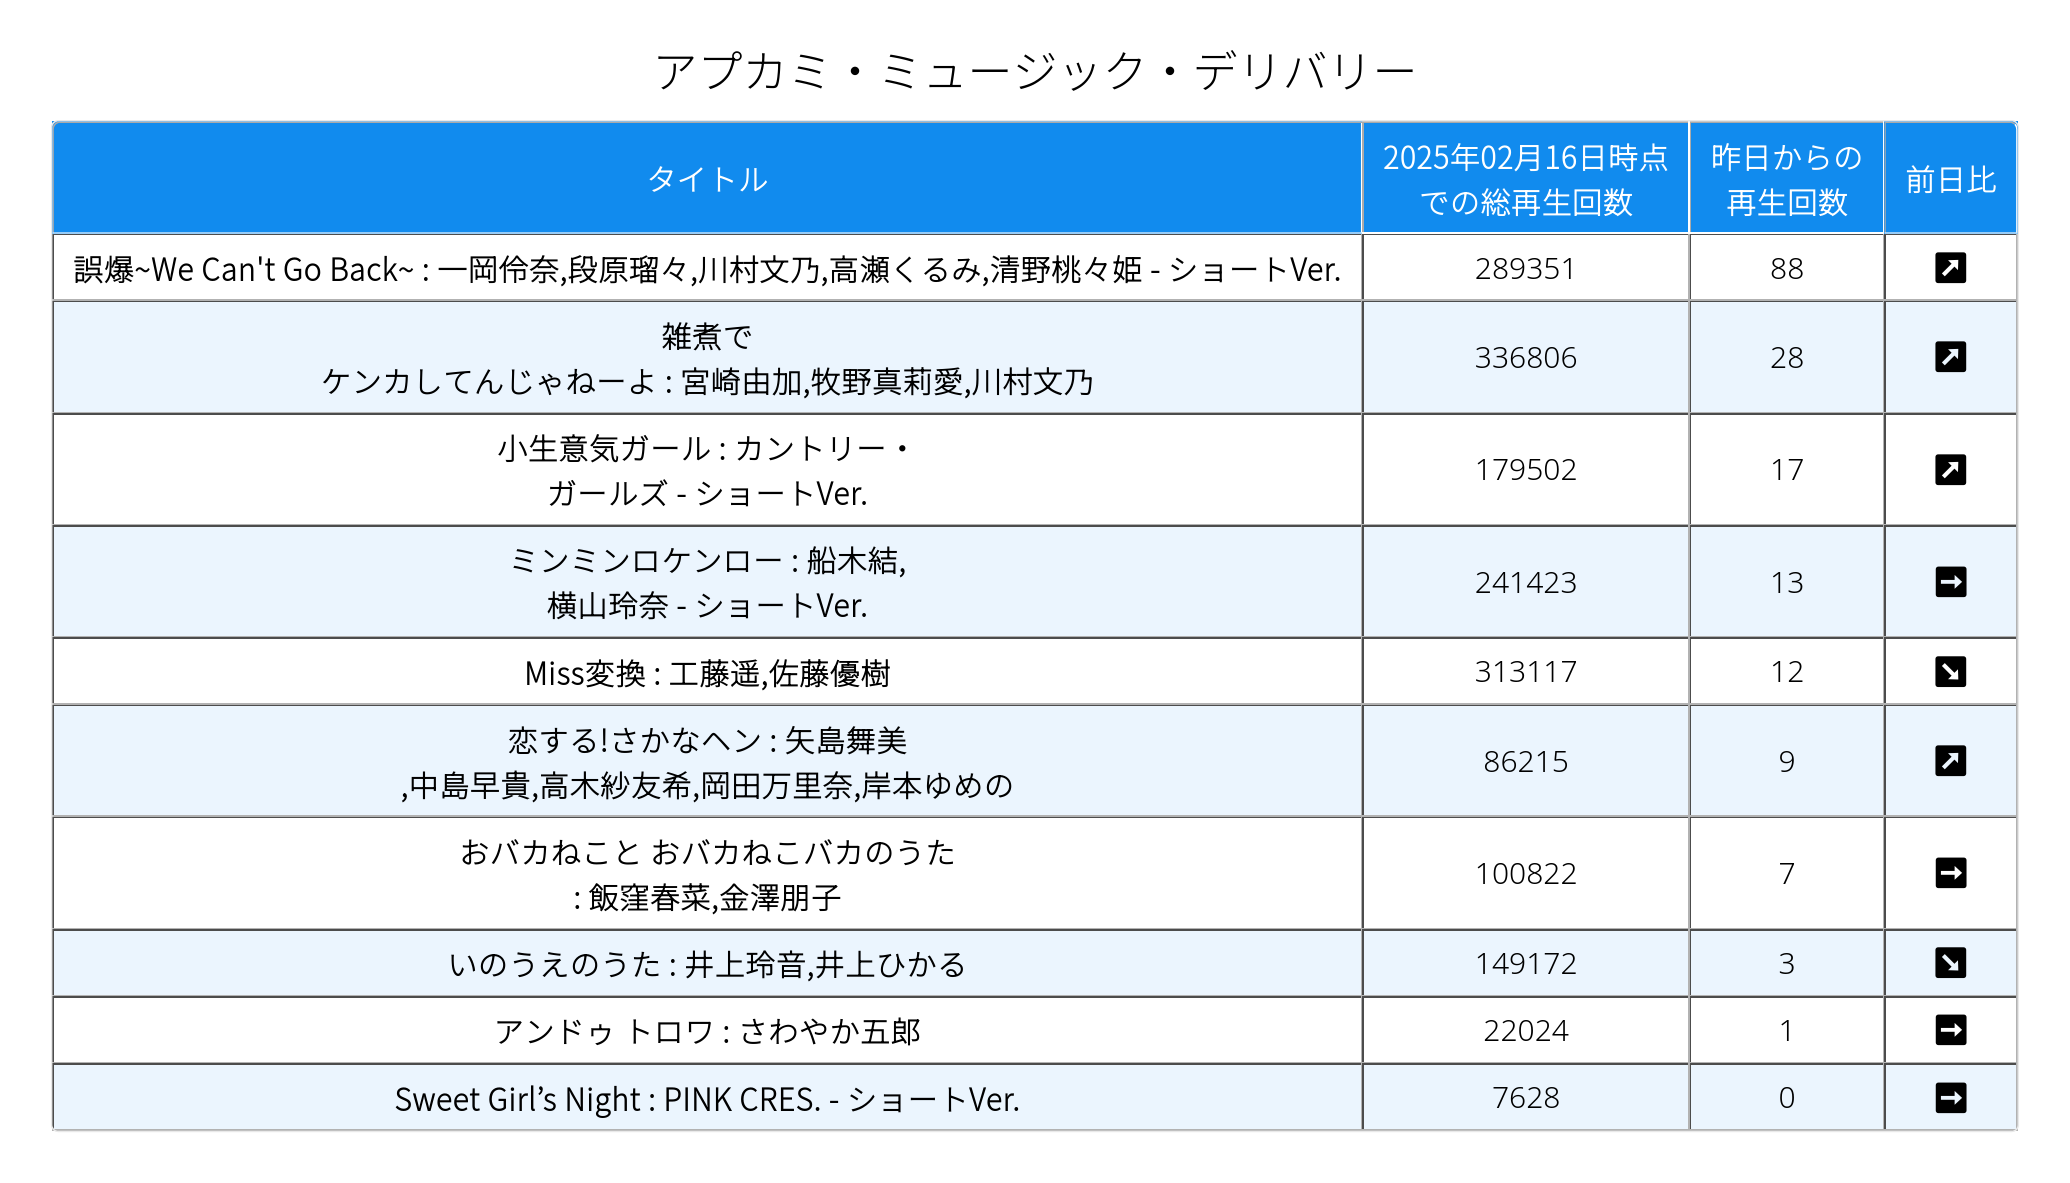 アプカミ・ミュージック・デリバリー
タイトル
2025年02月16日時点
での総再生回数
昨日からの
再生回数
前日比
誤爆~We Can't Go Back~ : 一岡伶奈,段原瑠々,川村文乃,高瀬くるみ,清野桃々姫 - ショートVer.
289351
88
雑煮で
ケンカしてんじゃねーよ : 宮崎由加,牧野真莉愛,川村文乃
336806
28
小生意気ガール : カントリー・
ガールズ - ショートVer.
179502
17
ミンミンロケンロー : 船木結,
横山玲奈 - ショートVer.
241423
13
Miss変換 : 工藤遥,佐藤優樹
313117
12
恋する!さかなヘン : 矢島舞美
,中島早貴,高木紗友希,岡田万里奈,岸本ゆめの
86215
9
おバカねこと おバカねこバカのうた
: 飯窪春菜,金澤朋子
100822
7
いのうえのうた : 井上玲音,井上ひかる
149172
3
アンドゥ トロワ : さわやか五郎
22024
1
Sweet Girl’s Night : PINK CRES. - ショートVer.
7628
0